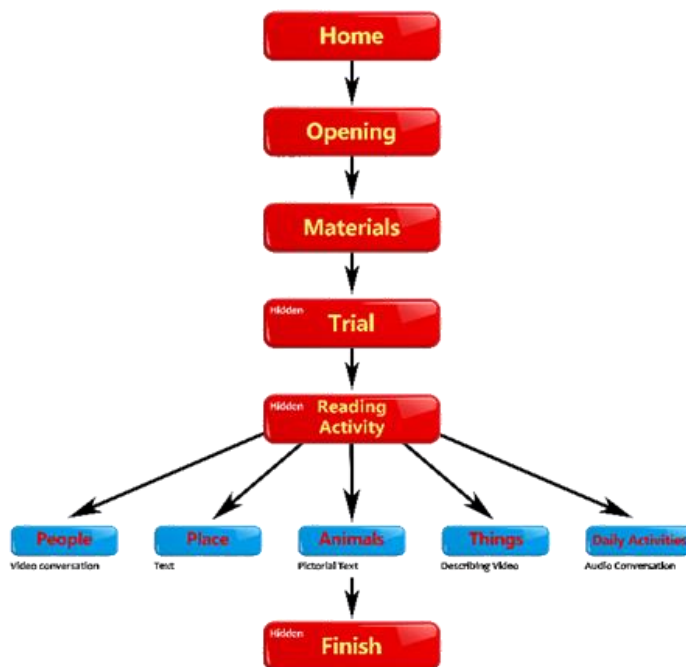 Home
Opening
Materials
Hidden
Trial
Hidden
Reading
Activity
People
Place
Animals
Things
Daily Activities
Video conversation
Text
Pictorial Text
Describing Video
Audio Conversation
Hidden
Finish